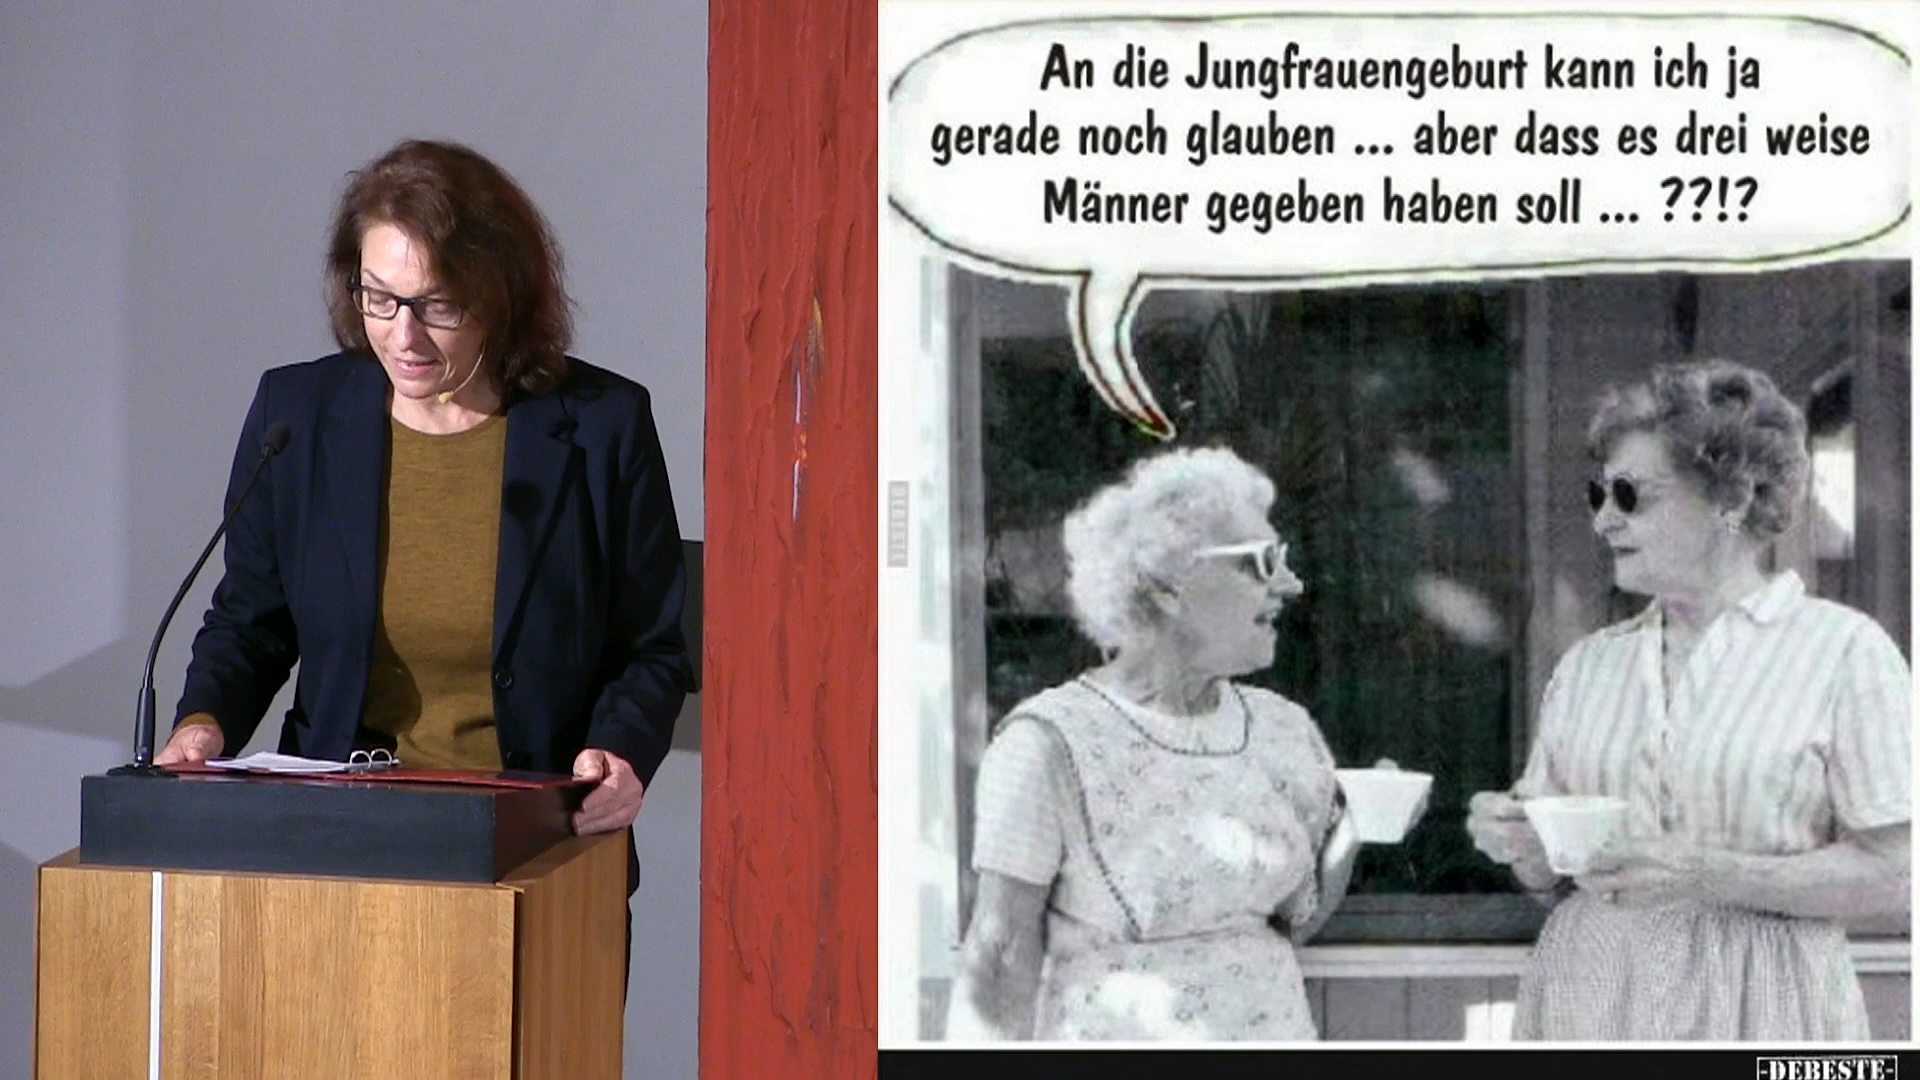 An die Jungfrauengeburt kann ich ja
gerade noch glauben ... aber dass es drei weise
Männer gegeben haben soll ... ??!?
-DEBESTE-